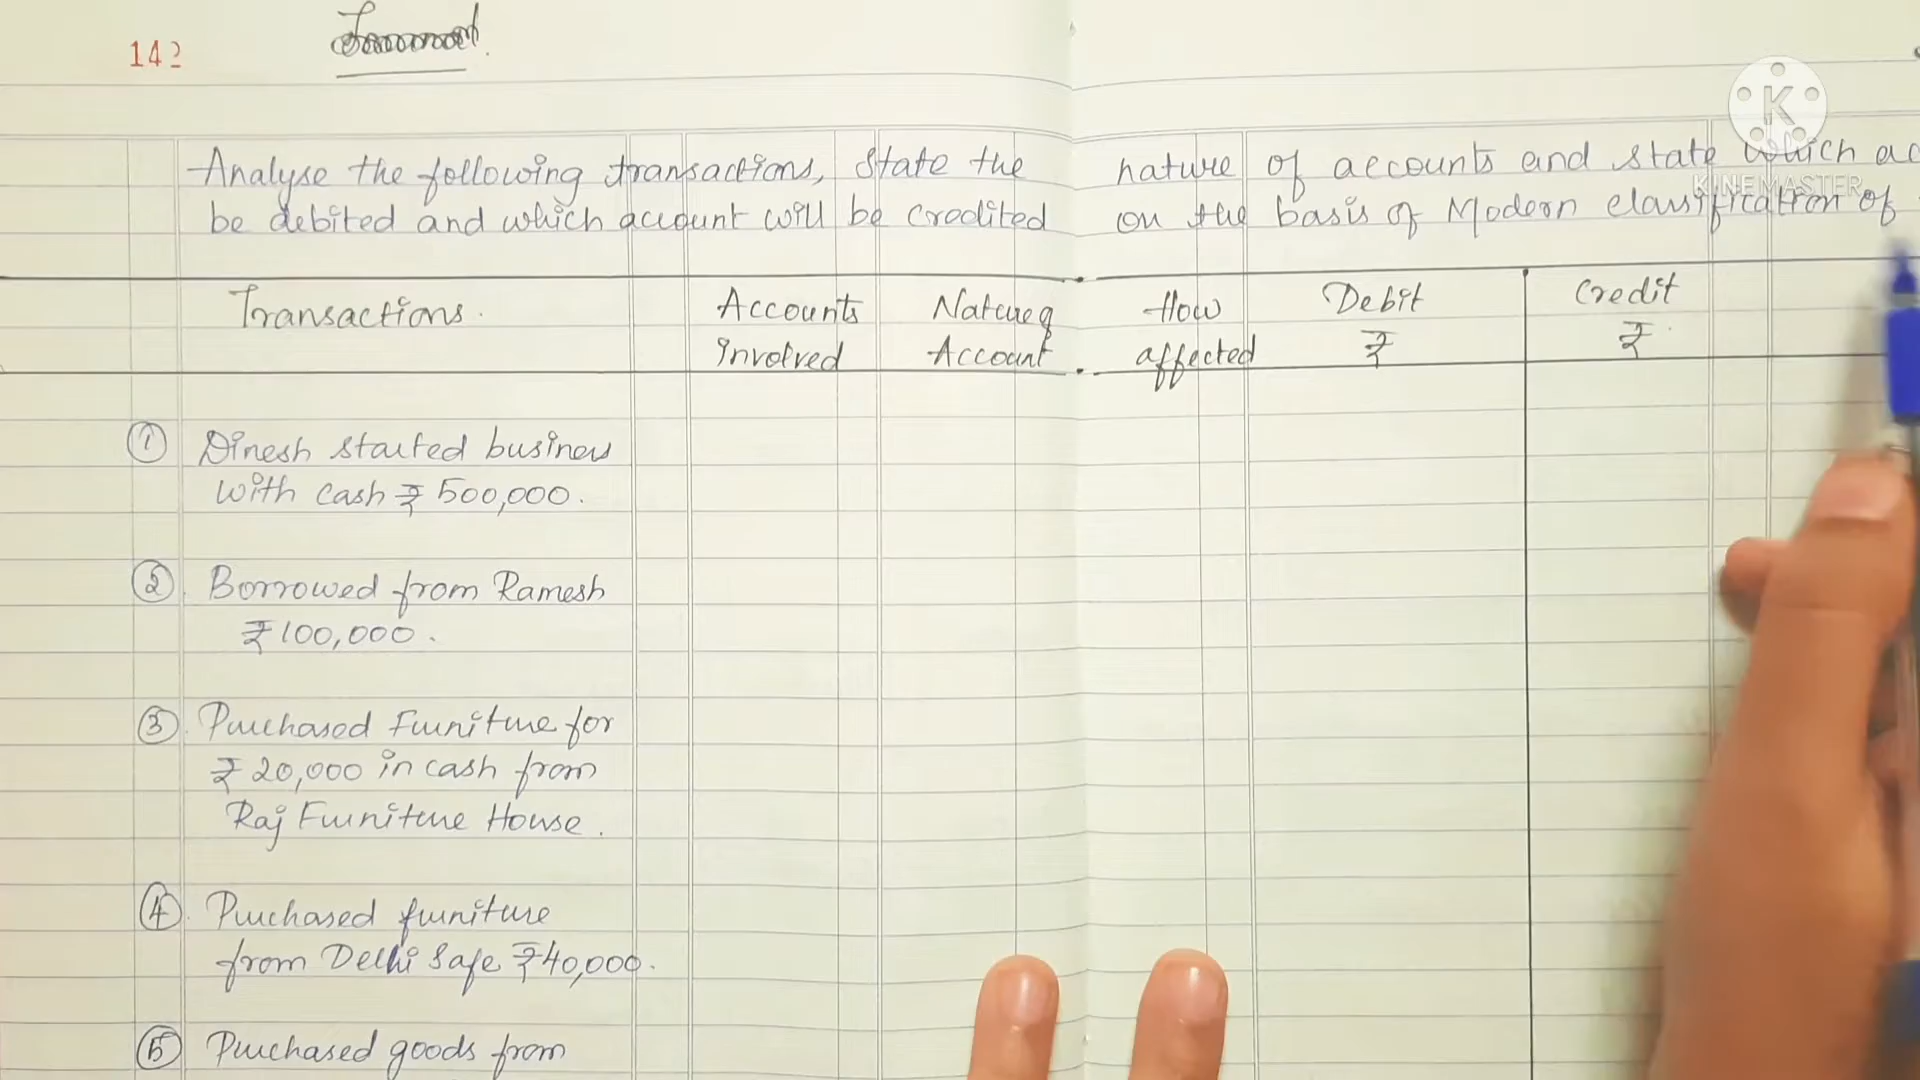 142
Analyse the following transactions, State the nature of accounts and state which ac
be debited and which account will be credited on the basis of Modern classification of
KINEMASTER
K
Transactions. Accounts Involved Nature of Account How affected Debit ₹ Credit ₹
1 Dinesh started business
with cash ₹ 500,000.
2. Borrowed from Ramesh
₹ 100,000.
3. Purchased Furniture for
₹ 20,000 in cash from
Raj Furniture House.
4. Purchased furniture
from Delhi Safe ₹ 40,000.
5 Purchased goods from